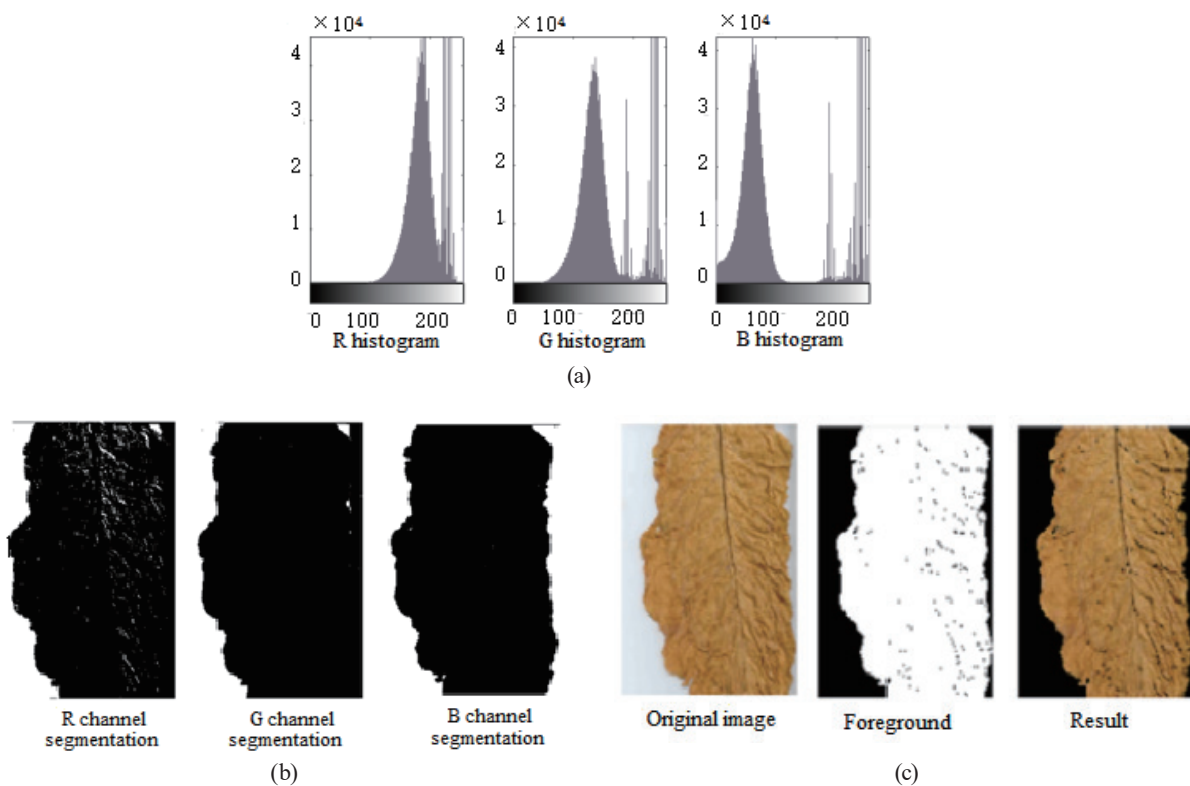 ×10⁴ ×10⁴ ×10⁴
4 4 4
3 3 3
2 2 2
1 1 1
0 0 0
0 100 200 0 100 200 0 100 200
R histogram G histogram B histogram
(a)
R channel segmentation
G channel segmentation
B channel segmentation
Original image Foreground Result
(b) (c)